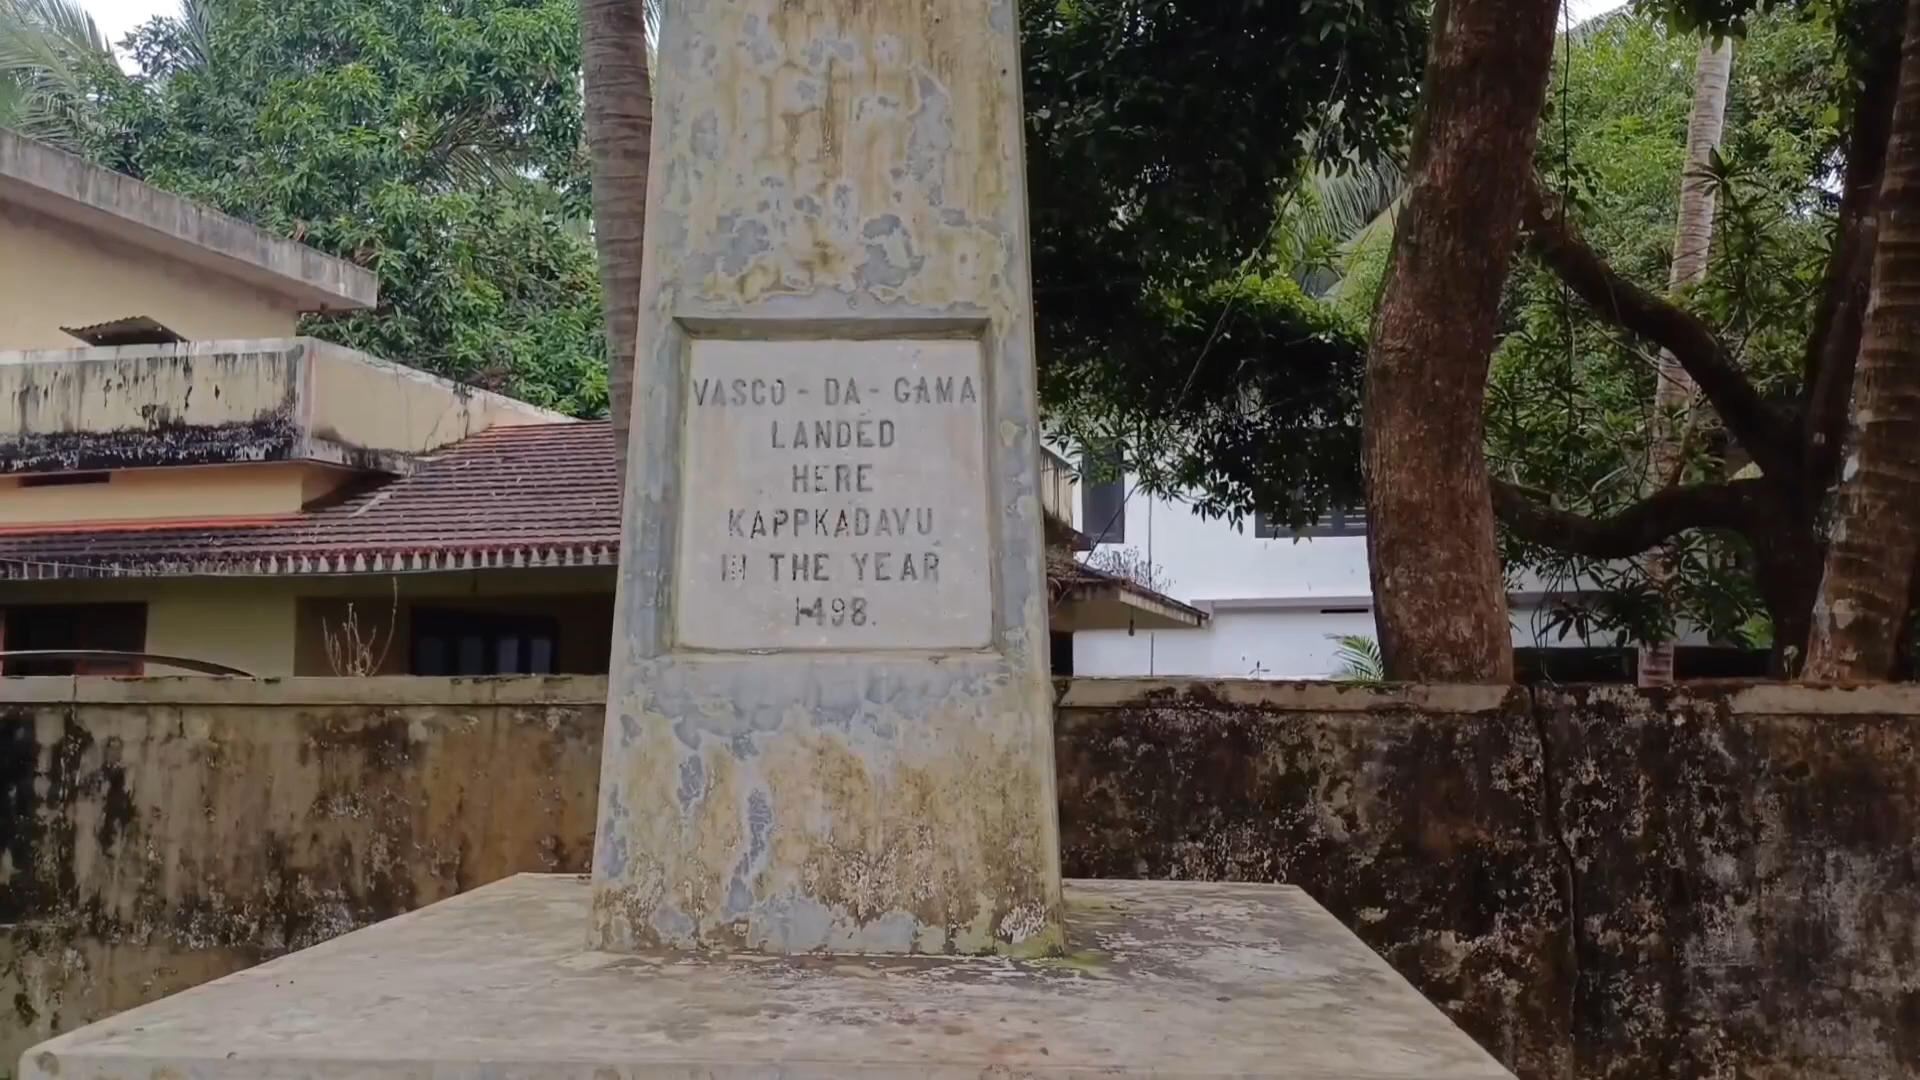 VASCO - DA - GAMA
LANDED
HERE
KAPPKADAVU
IN THE YEAR
1498.